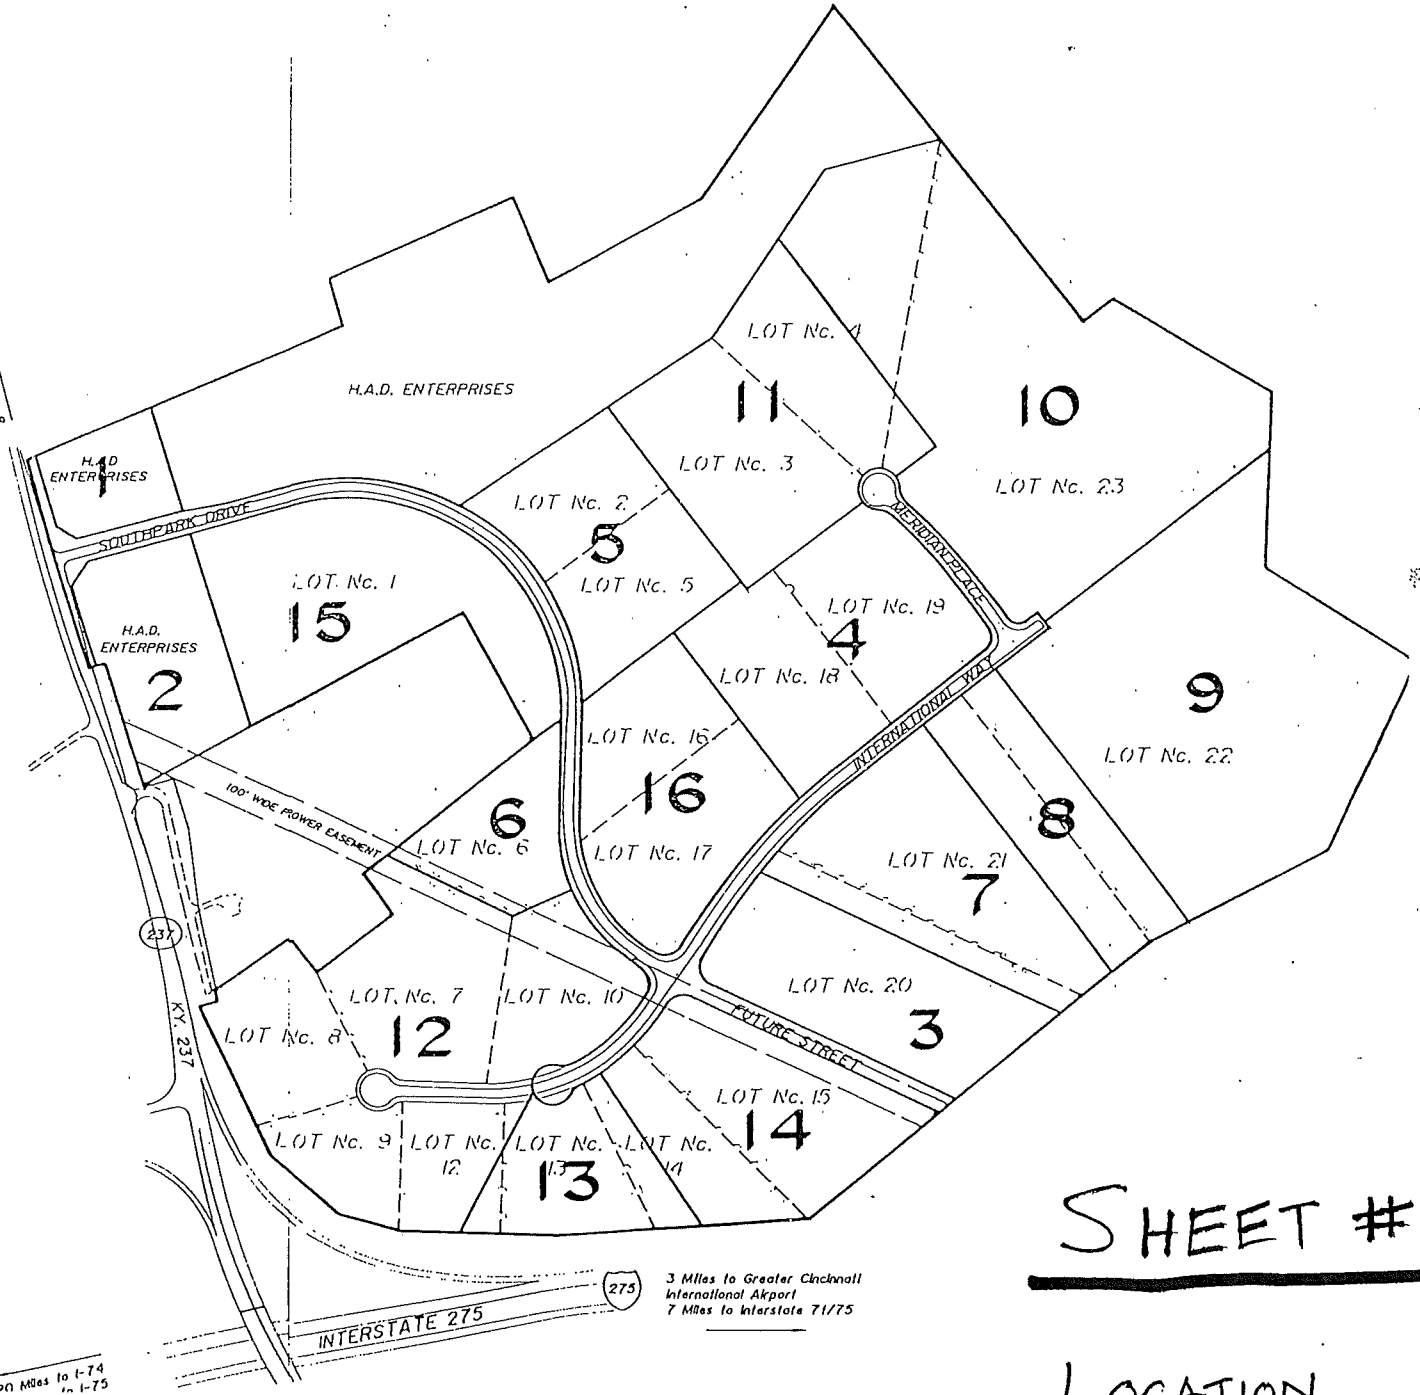 LOT No. 4
H.A.D. ENTERPRISES
11
10
H.A.D
ENTERPRISES
1
LOT No. 3
LOT No. 23
SOUTHPARK DRIVE
LOT No. 2
5
MERIDIAN PLACE
LOT. No. 1
LOT No. 5
15
LOT No. 19
H.A.D.
ENTERPRISES
4
2
LOT No. 18
9
INTERNATIONAL WAY
LOT No. 16
LOT No. 22
16
100' WIDE POWER EASEMENT
6
LOT No. 6
8
LOT No. 17
LOT No. 21
7
237
LOT. No. 7
LOT No. 10
LOT No. 20
KY. 237
LOT No. 8
12
FUTURE STREET
3
LOT No. 15
14
LOT No. 9
LOT No.
12
LOT No.
13
13
LOT No.
14
SHEET #
275
3 Miles to Greater Cincinnati
International Airport
7 Miles to Interstate 71/75
INTERSTATE 275
20 Miles to I-74
to I-75
LOCATION